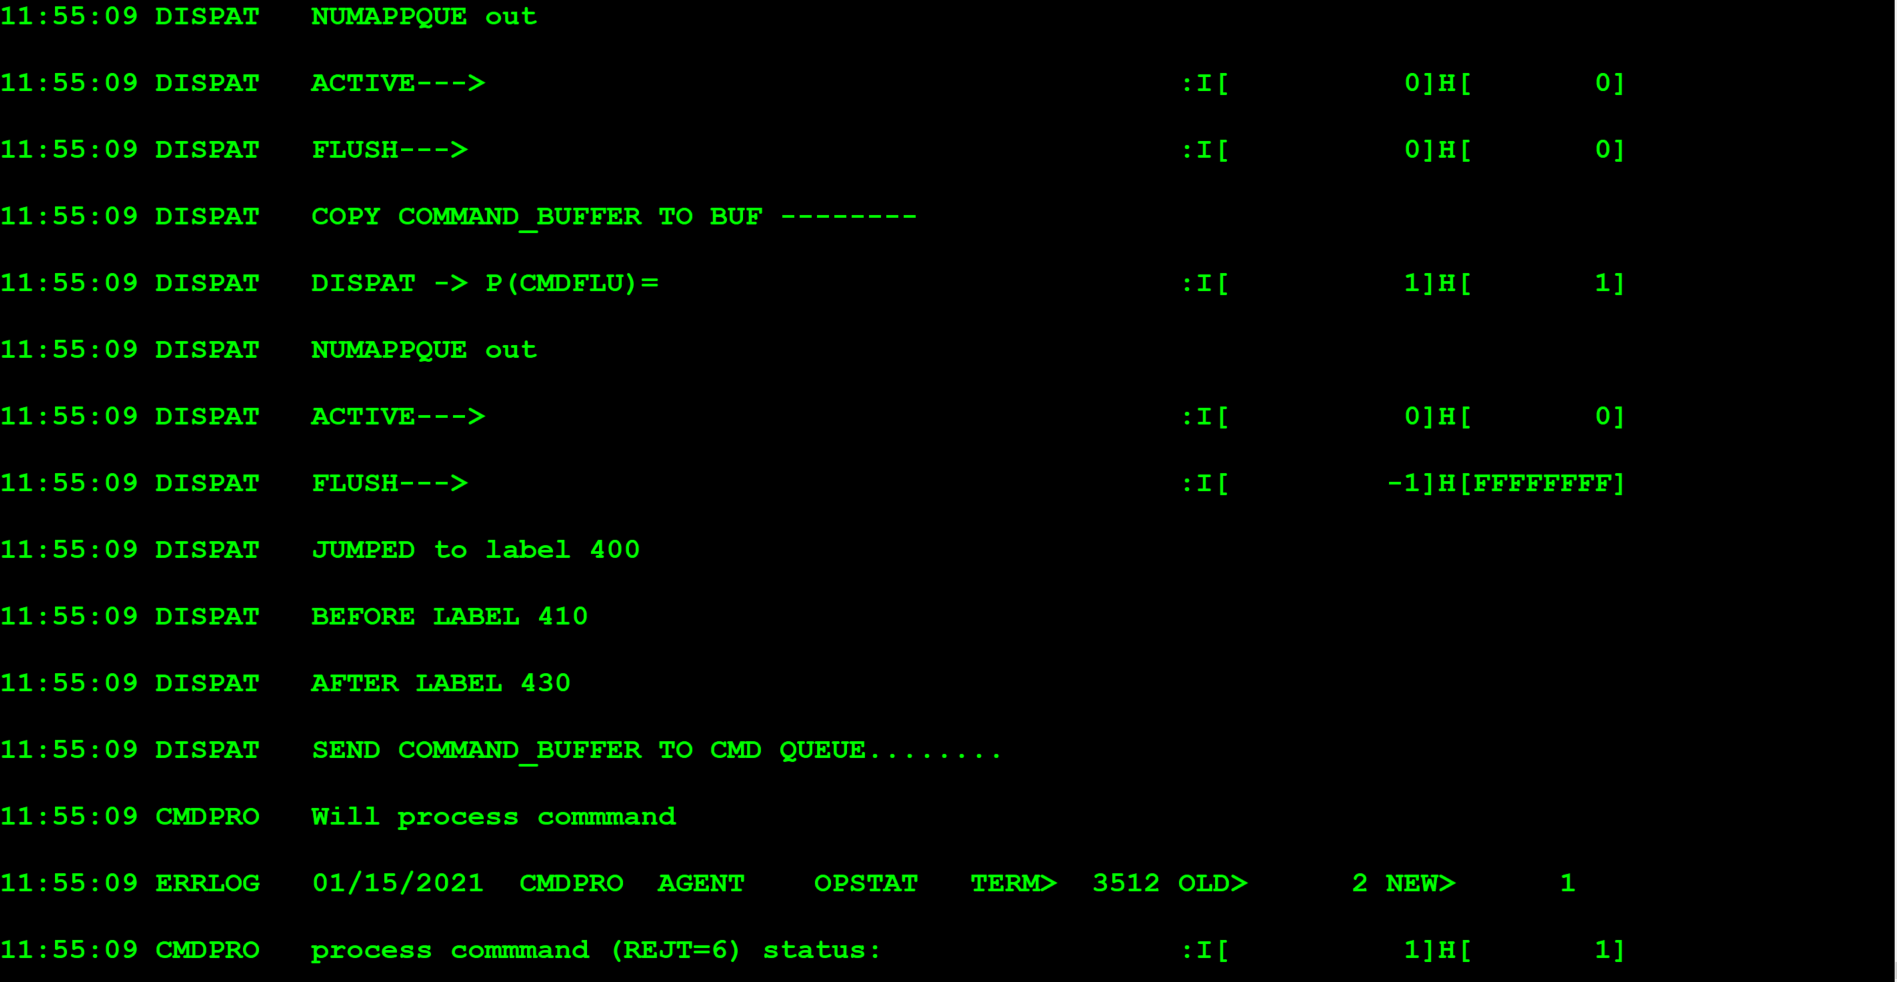 11:55:09 DISPAT   NUMAPPQUE out
11:55:09 DISPAT   ACTIVE--->                                        :I[          0]H[       0]
11:55:09 DISPAT   FLUSH--->                                         :I[          0]H[       0]
11:55:09 DISPAT   COPY COMMAND_BUFFER TO BUF --------
11:55:09 DISPAT   DISPAT -> P(CMDFLU)=                              :I[          1]H[       1]
11:55:09 DISPAT   NUMAPPQUE out
11:55:09 DISPAT   ACTIVE--->                                        :I[          0]H[       0]
11:55:09 DISPAT   FLUSH--->                                         :I[         -1]H[FFFFFFFF]
11:55:09 DISPAT   JUMPED to label 400
11:55:09 DISPAT   BEFORE LABEL 410
11:55:09 DISPAT   AFTER LABEL 430
11:55:09 DISPAT   SEND COMMAND_BUFFER TO CMD QUEUE........
11:55:09 CMDPRO   Will process commmand
11:55:09 ERRLOG   01/15/2021  CMDPRO  AGENT    OPSTAT   TERM>  3512 OLD>      2 NEW>      1
11:55:09 CMDPRO   process commmand (REJT=6) status:                 :I[          1]H[       1]